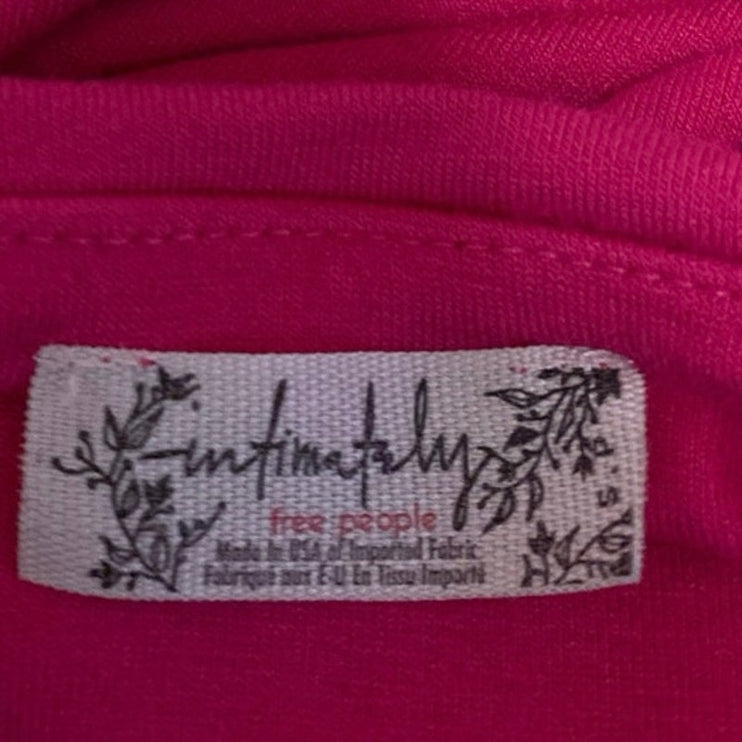 intimately
free people
Made In USA of Imported Fabric
Fabriqué aux E-U En Tissu Importé
s'p